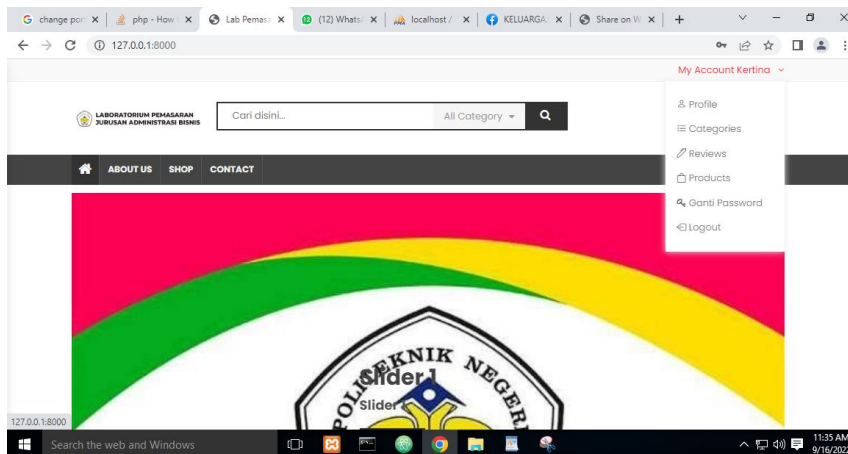 change por
php - How t
Lab Pemasa
(12) Whats
localhost /
KELUARGA
Share on W
127.0.0.1:8000
My Account Kertina
LABORATORIUM PEMASARAN
JURUSAN ADMINISTRASI BISNIS
Cari disini...
All Category
Profile
Categories
Reviews
Products
Ganti Password
Logout
ABOUT US SHOP CONTACT
POLITEKNIK NEGERI
Slider 1
Slider
127.0.0.1:8000
Search the web and Windows
11:35 AM
9/16/202